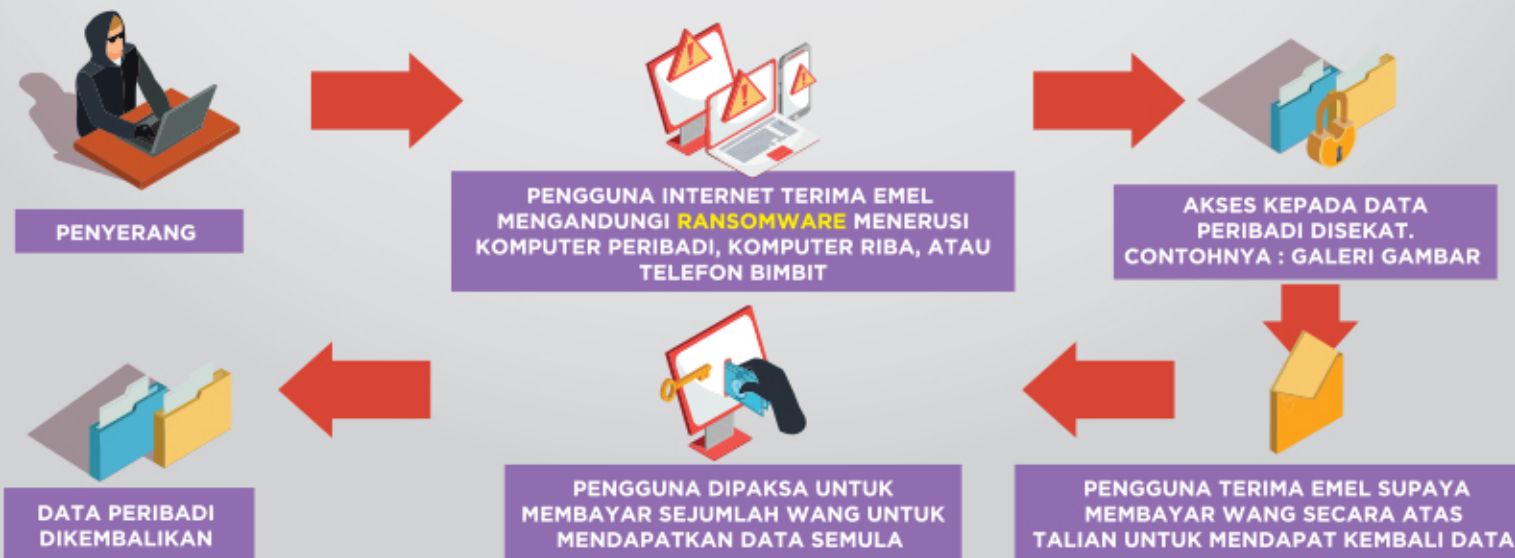 PENYERANG
PENGGUNA INTERNET TERIMA EMEL
MENGANDUNGI RANSOMWARE MENERUSI
KOMPUTER PERIBADI, KOMPUTER RIBA, ATAU
TELEFON BIMBIT
AKSES KEPADA DATA
PERIBADI DISEKAT.
CONTOHNYA : GALERI GAMBAR
PENGGUNA TERIMA EMEL SUPAYA
MEMBAYAR WANG SECARA ATAS
TALIAN UNTUK MENDAPAT KEMBALI DATA
PENGGUNA DIPAKSA UNTUK
MEMBAYAR SEJUMLAH WANG UNTUK
MENDAPATKAN DATA SEMULA
DATA PERIBADI
DIKEMBALIKAN